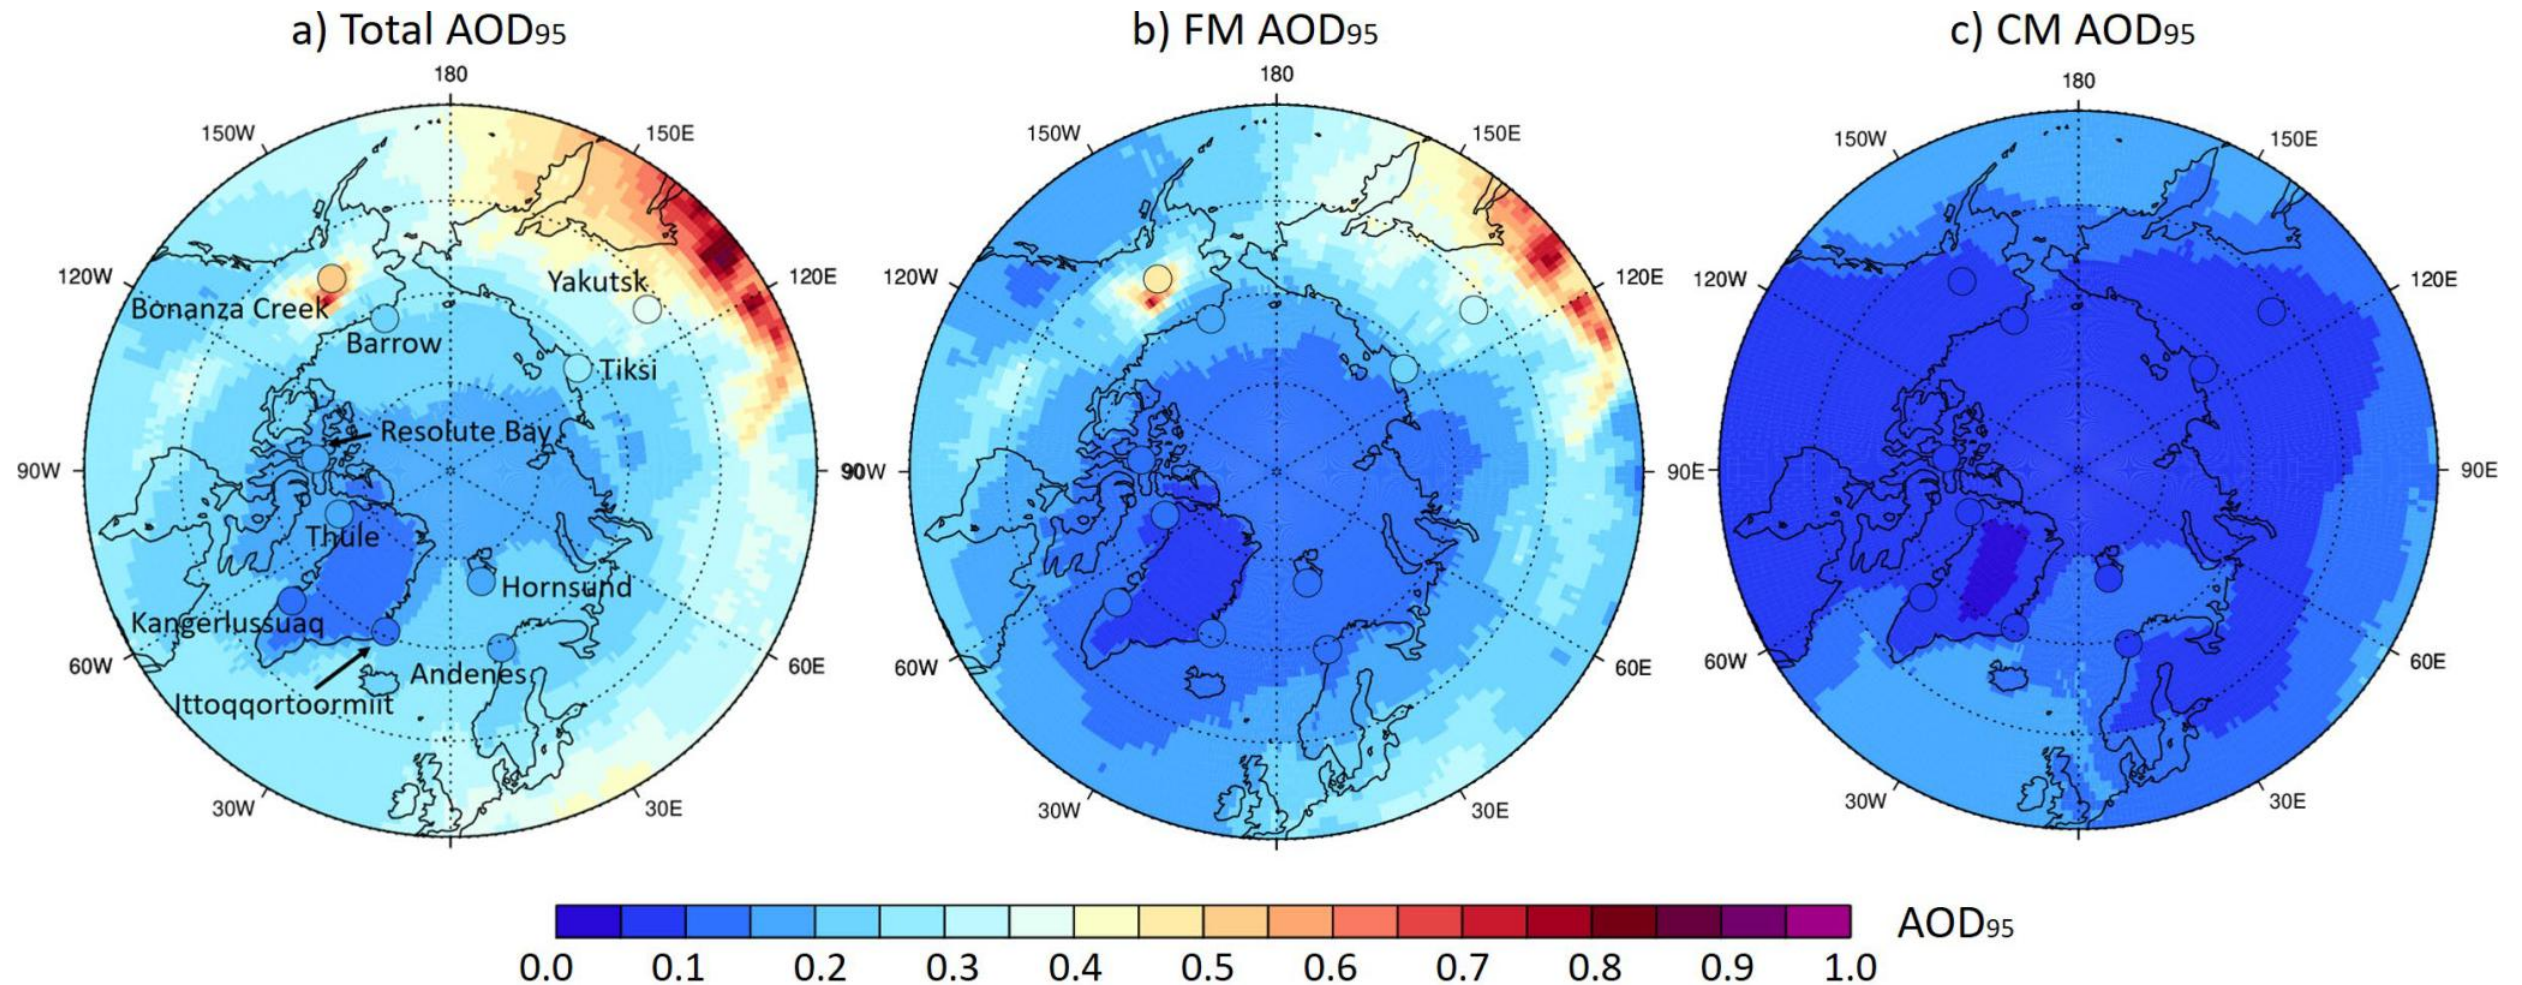 a) Total AOD95
b) FM AOD95
c) CM AOD95
180
180
180
150W
150E
150W
150E
150W
150E
120W
120E
120W
120E
120W
120E
Yakutsk
Bonanza Creek
Barrow
Tiksi
Resolute Bay
90W
90W
90E
90E
Thule
Hornsund
Kangerlussuaq
60W
60E
60W
60E
60W
60E
Andenes
Ittoqqortoormiit
30W
30E
30W
30E
30W
30E
AOD95
0.0 0.1 0.2 0.3 0.4 0.5 0.6 0.7 0.8 0.9 1.0